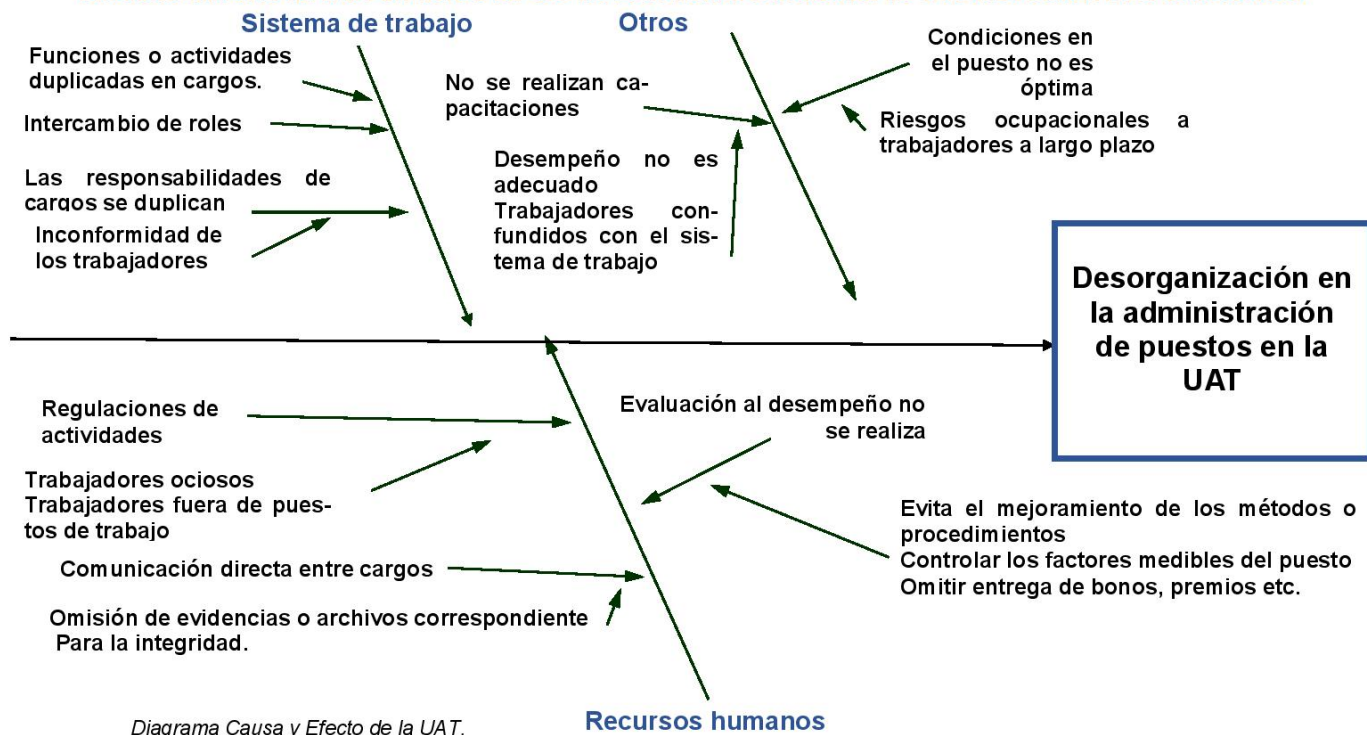 Sistema de trabajo
Funciones o actividades
duplicadas en cargos.
Intercambio de roles
Las responsabilidades de
cargos se duplican
Inconformidad de
los trabajadores
Otros
No se realizan ca-
pacitaciones
Desempeño no es
adecuado
Trabajadores con-
fundidos con el sis-
tema de trabajo
Condiciones en
el puesto no es
óptima
Riesgos ocupacionales a
trabajadores a largo plazo
Desorganización en
la administración
de puestos en la
UAT
Regulaciones de
actividades
Trabajadores ociosos
Trabajadores fuera de pues-
tos de trabajo
Comunicación directa entre cargos
Omisión de evidencias o archivos correspondiente
Para la integridad.
Evaluación al desempeño no
se realiza
Evita el mejoramiento de los métodos o
procedimientos
Controlar los factores medibles del puesto
Omitir entrega de bonos, premios etc.
Recursos humanos
Diagrama Causa y Efecto de la UAT.